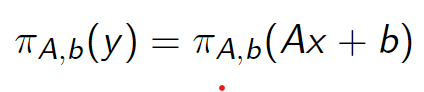 π_{A,b}(y) = π_{A,b}(Ax + b)